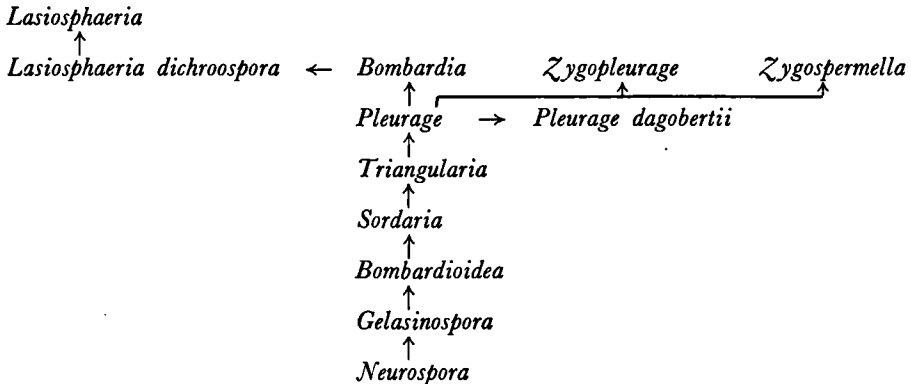 Lasiosphaeria
↑
Lasiosphaeria dichroospora ← Bombardia Zygopleurage Zygospermella
↑ ↑ ↑
Pleurage → Pleurage dagobertii
↑
Triangularia
↑
Sordaria
↑
Bombardioidea
↑
Gelasinospora
↑
Neurospora